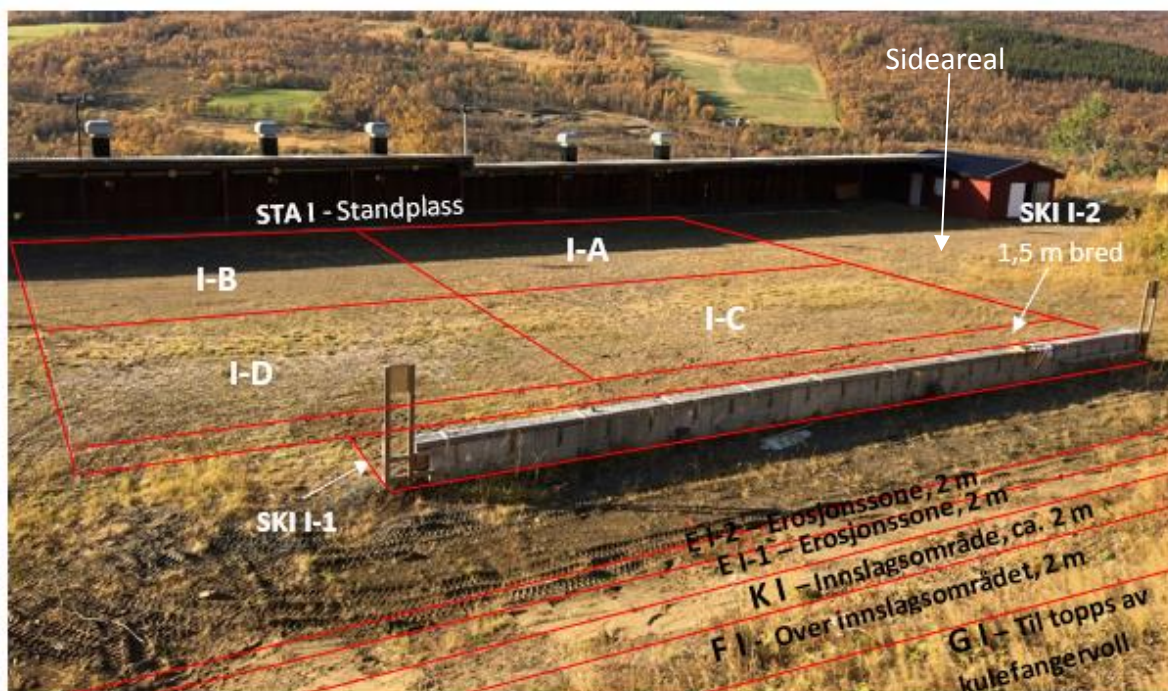 Sideareal
STA I - Standplass
SKI I-2
I-A
1,5 m bred
I-B
I-C
I-D
SKI I-1
E I-2 – Erosjonssone, 2 m
E I-1 – Erosjonssone, 2 m
K I – Innslagsområde, ca. 2 m
F I - Over innslagsområdet, 2 m
G I – Til topps av
kulefangervoll